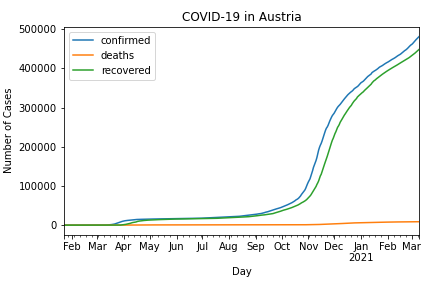 COVID-19 in Austria
confirmed
deaths
recovered
Number of Cases
500000
400000
300000
200000
100000
0
Feb Mar Apr May Jun Jul Aug Sep Oct Nov Dec Jan Feb Mar
2021
Day